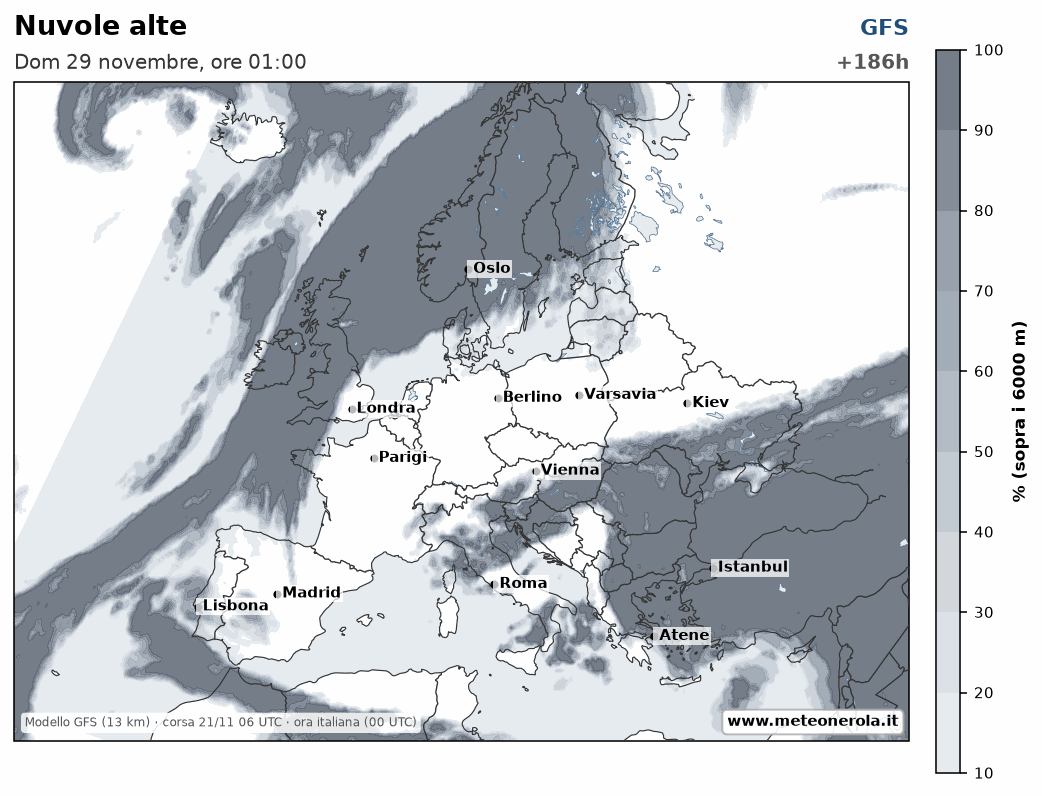 Nuvole alte
GFS
Dom 29 novembre, ore 01:00
+186h
100
90
80
70
60
50
40
30
20
10
% (sopra i 6000 m)
Oslo
Londra
Berlino
Varsavia
Kiev
Parigi
Vienna
Istanbul
Roma
Madrid
Lisbona
Atene
Modello GFS (13 km) · corsa 21/11 06 UTC · ora italiana (00 UTC)
www.meteonerola.it